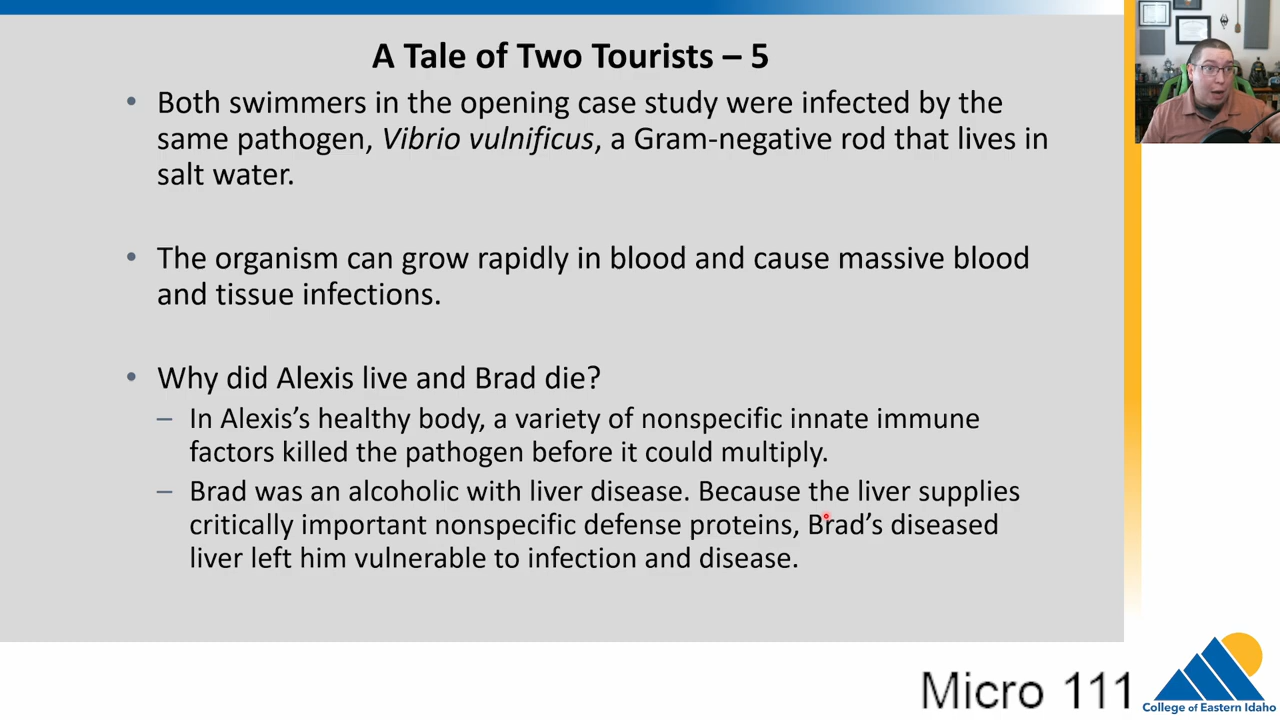 A Tale of Two Tourists – 5
• Both swimmers in the opening case study were infected by the
same pathogen, Vibrio vulnificus, a Gram-negative rod that lives in
salt water.
• The organism can grow rapidly in blood and cause massive blood
and tissue infections.
• Why did Alexis live and Brad die?
– In Alexis’s healthy body, a variety of nonspecific innate immune
factors killed the pathogen before it could multiply.
– Brad was an alcoholic with liver disease. Because the liver supplies
critically important nonspecific defense proteins, Brad’s diseased
liver left him vulnerable to infection and disease.
Micro 111
College of Eastern Idaho